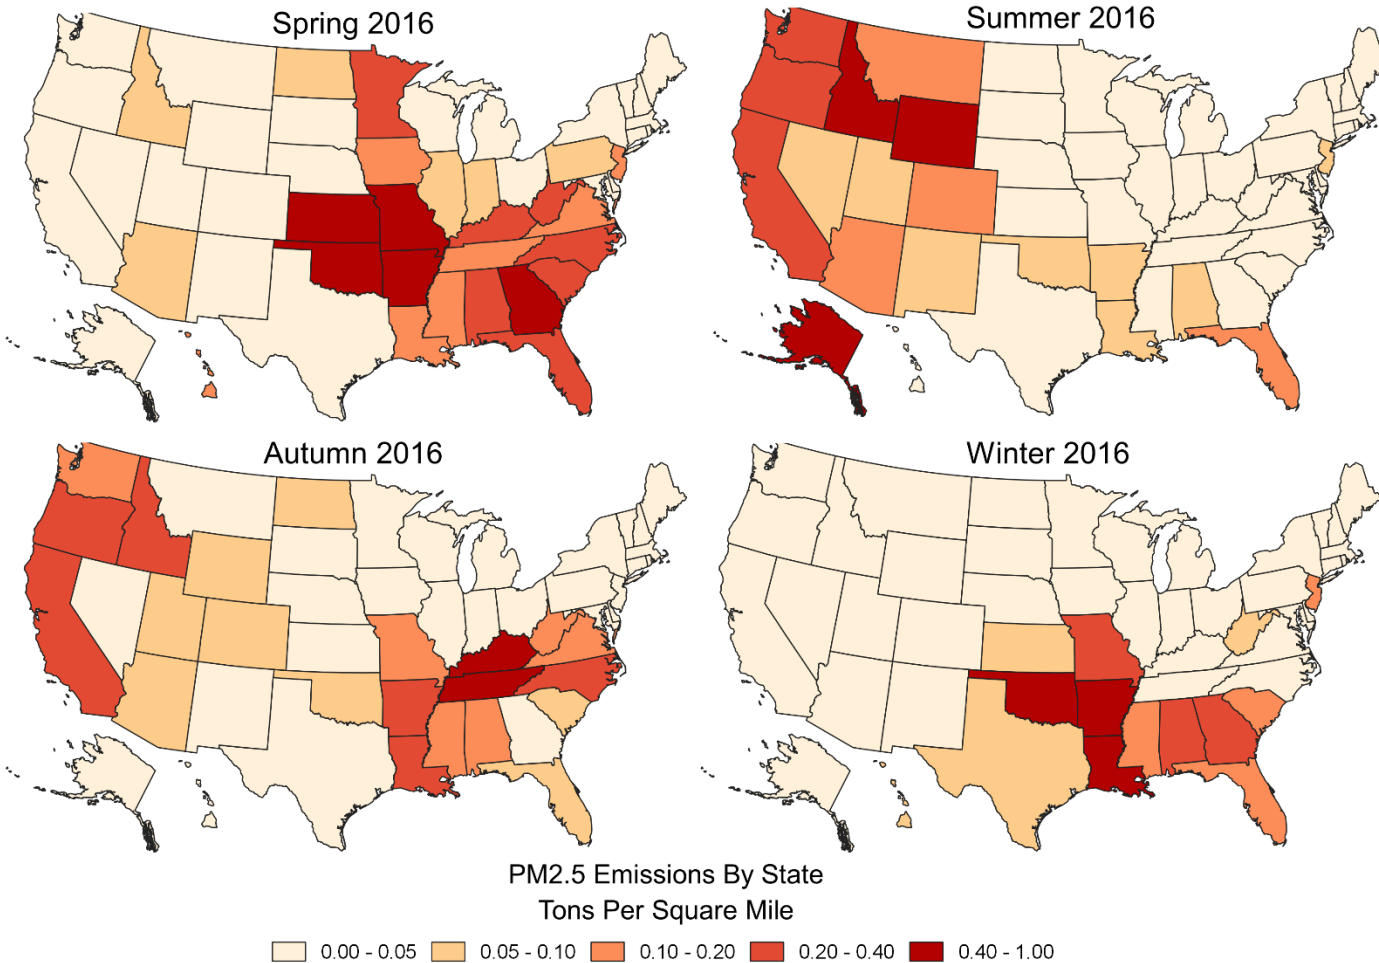 Spring 2016
Summer 2016
Autumn 2016
Winter 2016
PM2.5 Emissions By State
Tons Per Square Mile
0.00 - 0.05 0.05 - 0.10 0.10 - 0.20 0.20 - 0.40 0.40 - 1.00